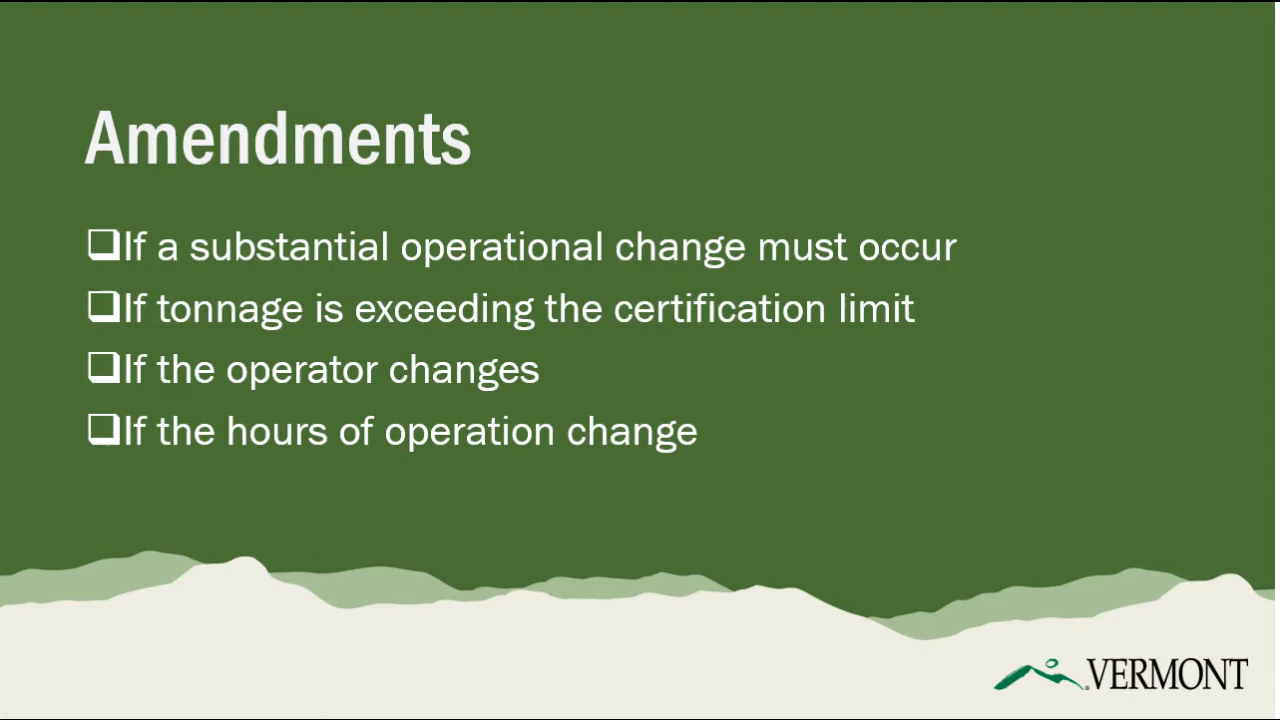 Amendments
❑If a substantial operational change must occur
❑If tonnage is exceeding the certification limit
❑If the operator changes
❑If the hours of operation change
VERMONT